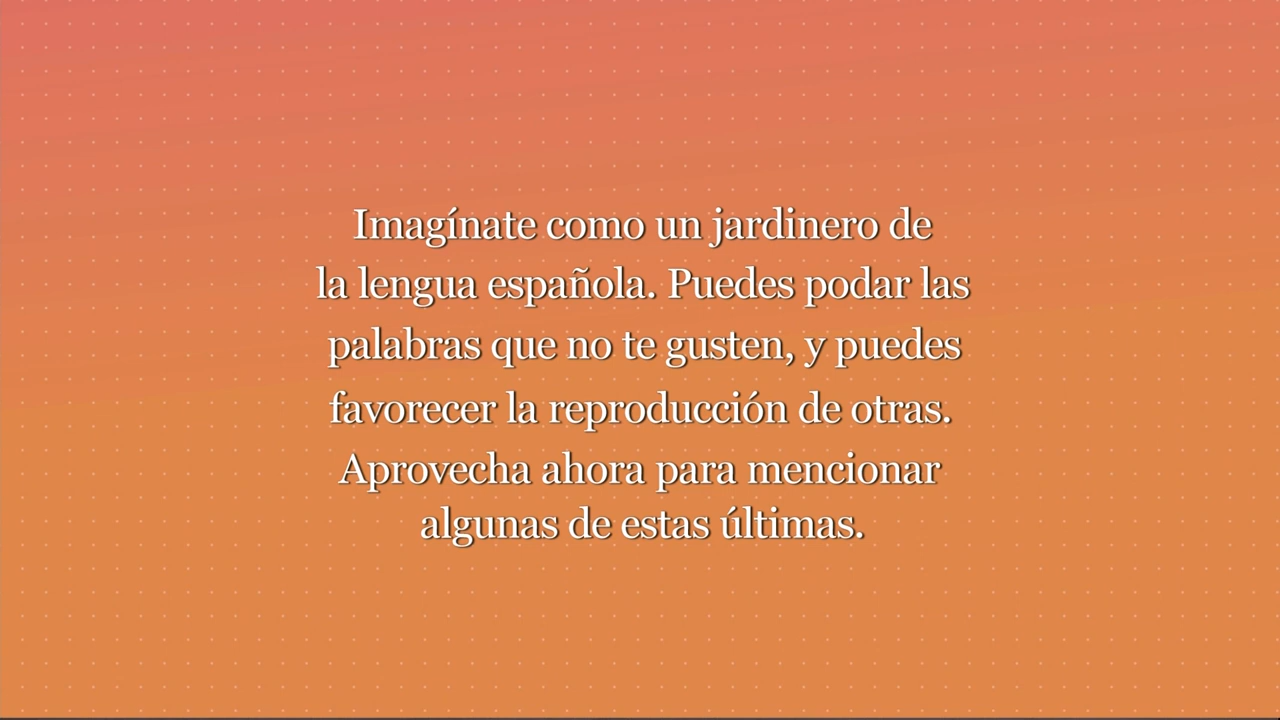 Imagínate como un jardinero de
la lengua española. Puedes podar las
palabras que no te gusten, y puedes
favorecer la reproducción de otras.
Aprovecha ahora para mencionar
algunas de estas últimas.